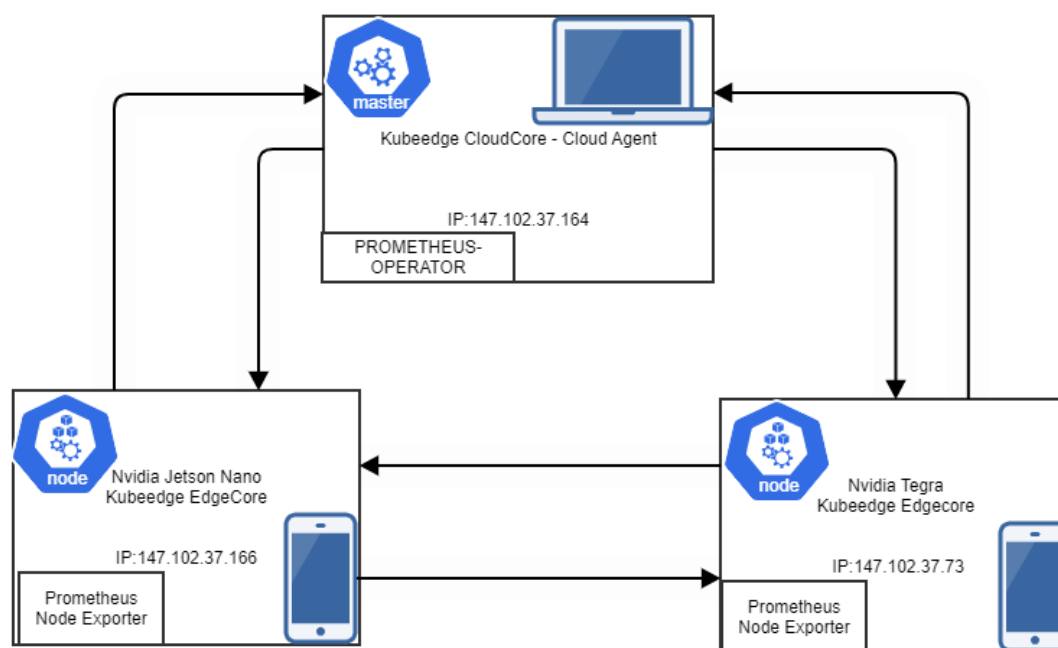 master
Kubeedge CloudCore - Cloud Agent
IP:147.102.37.164
PROMETHEUS-
OPERATOR
node
Nvidia Jetson Nano
Kubeedge EdgeCore
IP:147.102.37.166
Prometheus
Node Exporter
node
Nvidia Tegra
Kubeedge Edgecore
IP:147.102.37.73
Prometheus
Node Exporter